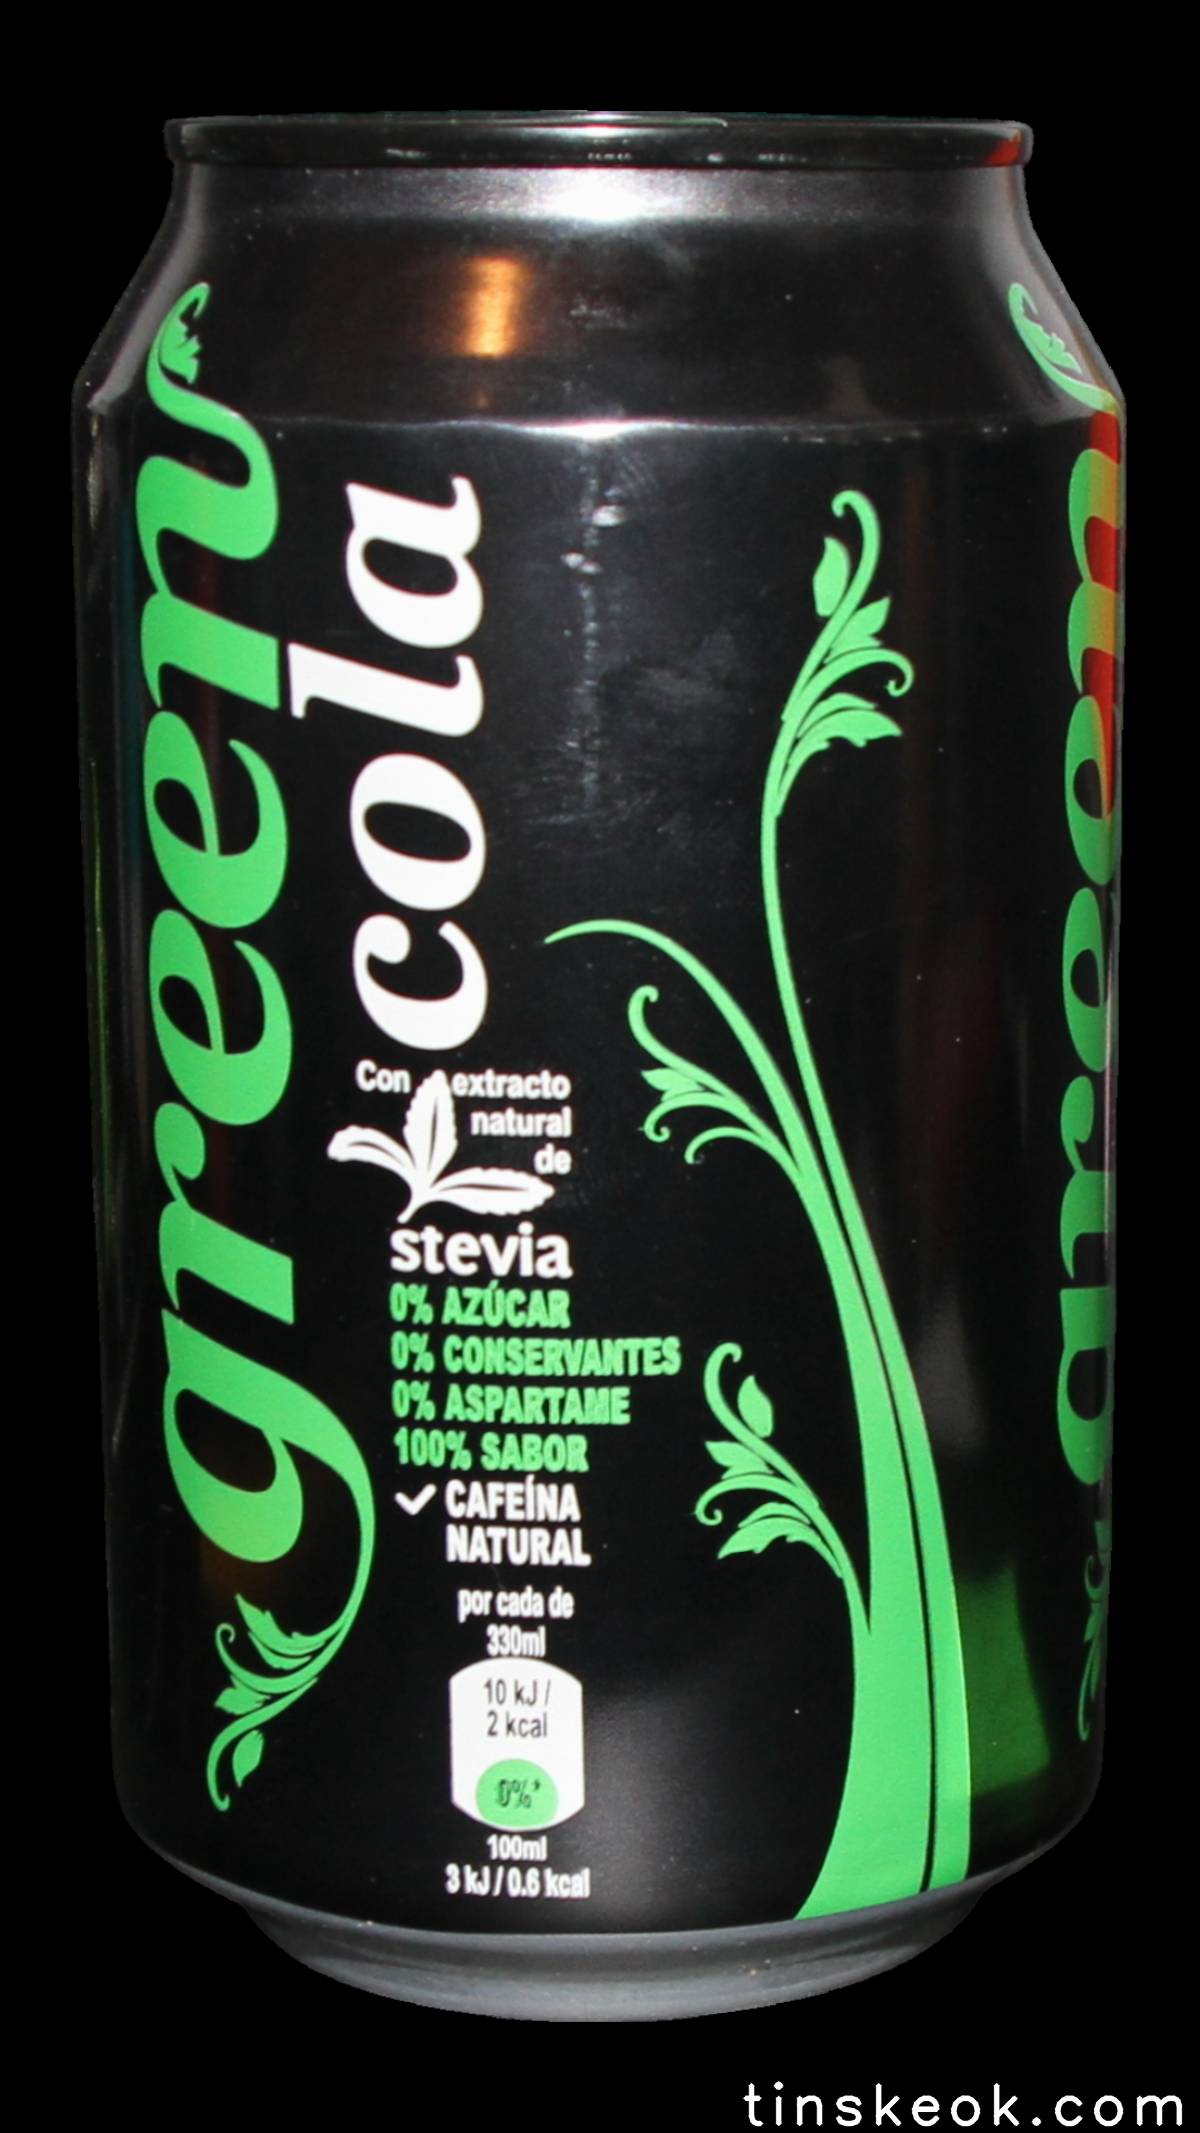 green
cola
Con extracto
natural
de
stevia
0% AZÚCAR
0% CONSERVANTES
0% ASPARTAME
100% SABOR
CAFEÍNA
NATURAL
por cada de
330ml
10 kJ /
2 kcal
0%*
100ml
3 kJ / 0.6 kcal
green
tinskeok.com